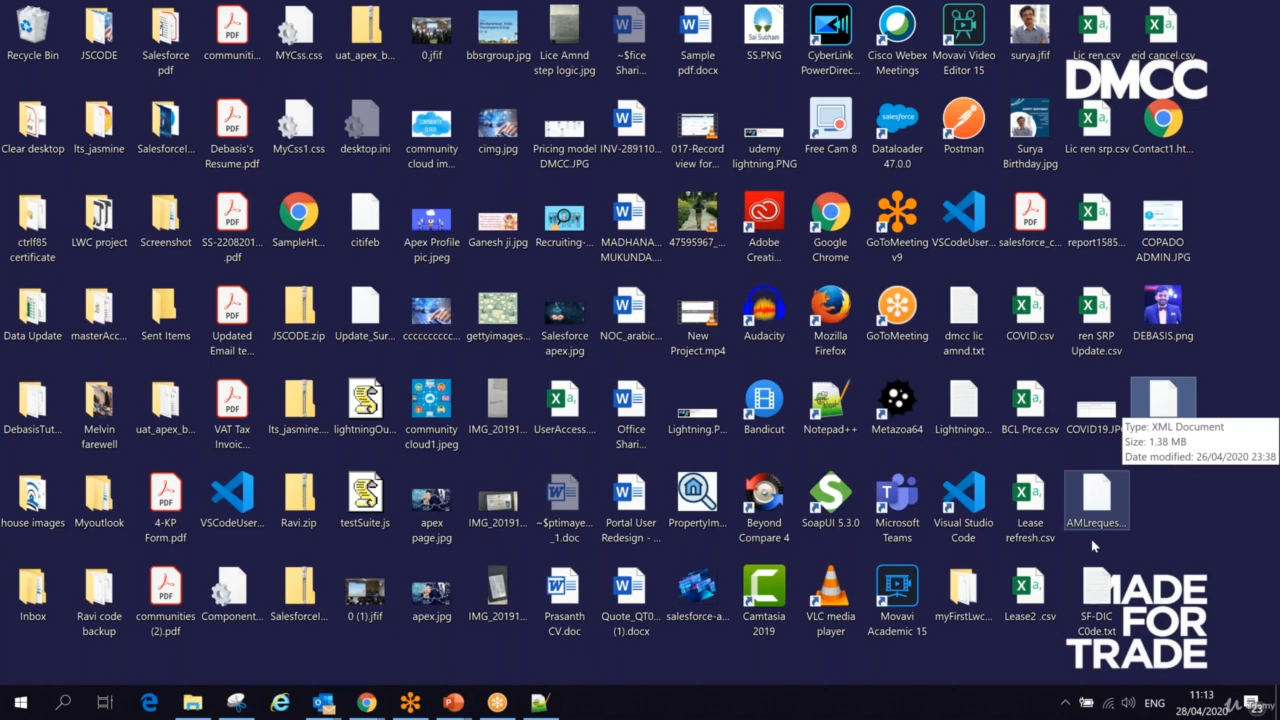 Recycle Bin
JSCODE
Salesforce
pdf
communiti...
MYCss.css
uat_apex_b...
0.jfif
bbsrgroup.jpg
Lice Amnd
step logic.jpg
~$fice
Shari...
Sample
pdf.docx
SS.PNG
CyberLink
PowerDirec...
Cisco Webex
Meetings
Movavi Video
Editor 15
surya.jfif
Lic ren.csv
eid cancel.csv
DMCC
Clear desktop
lts_jasmine
SalesforceI...
Debasis's
Resume.pdf
MyCss1.css
desktop.ini
community
cloud im...
cimg.jpg
Pricing model
DMCC.JPG
INV-289110...
017-Record
view for...
udemy
lightning.PNG
Free Cam 8
Dataloader
47.0.0
Postman
Surya
Birthday.jpg
Lic ren srp.csv
Contact1.ht...
ctrlf85
certificate
LWC project
Screenshot
SS-2208201...
.pdf
SampleHt...
citifeb
Apex Profile
pic.jpeg
Ganesh ji.jpg
Recruiting-...
MADHANA...
MUKUNDA....
47595967_...
Adobe
Creati...
Google
Chrome
GoToMeeting
v9
VSCodeUser...
salesforce_c...
report1585...
COPADO
ADMIN.JPG
Data Update
masterAct...
Sent Items
Updated
Email te...
JSCODE.zip
Update_Sur...
cccccccccc...
gettyimages...
Salesforce
apex.jpg
NOC_arabic...
New
Project.mp4
Audacity
Mozilla
Firefox
GoToMeeting
dmcc lic
amnd.txt
COVID.csv
ren SRP
Update.csv
DEBASIS.png
DebasisTut...
Melvin
farewell
uat_apex_b...
VAT Tax
Invoic...
lts_jasmine....
lightningOu...
community
cloud1.jpeg
IMG_20191...
UserAccess....
Office
Shari...
Lightning.P...
Bandicut
Notepad++
Metazoa64
Lightningo...
BCL Prce.csv
COVID19.JP
Type: XML Document
Size: 1.38 MB
Date modified: 26/04/2020 23:38
house images
Myoutlook
4-KP
Form.pdf
VSCodeUser...
Ravi.zip
testSuite.js
apex
page.jpg
IMG_20191...
~$ptimaye...
_1.doc
Portal User
Redesign - ...
PropertyIm...
Beyond
Compare 4
SoapUI 5.3.0
Microsoft
Teams
Visual Studio
Code
Lease
refresh.csv
AMLreques...
Inbox
Ravi code
backup
communities
(2).pdf
Component...
SalesforceI...
0 (1).jfif
apex.jpg
IMG_20191...
Prasanth
CV.doc
Quote_QT0...
(1).docx
salesforce-a...
Camtasia
2019
VLC media
player
Movavi
Academic 15
myFirstLwc...
Lease2 .csv
SF-DIC
C0de.txt
MADE
FOR
TRADE
ENG
11:13
28/04/2020